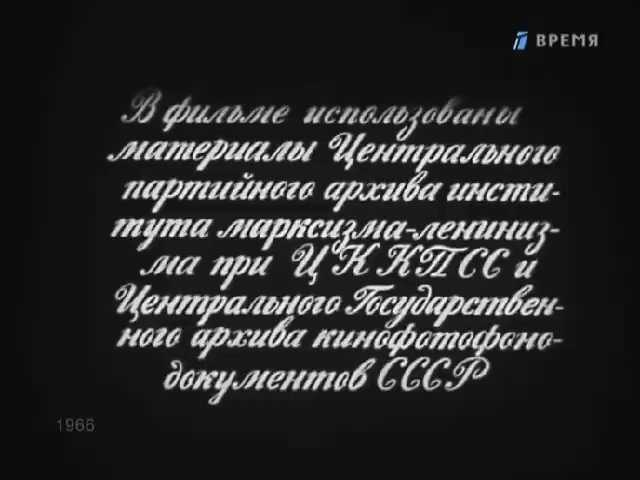 ВРЕМЯ
В фильме использованы
материалы Центрального
партийного архива инсти-
тута марксизма-лениниз-
ма при ЦК КПСС и
Центрального Государствен-
ного архива кинофотофоно-
документов СССР
1966